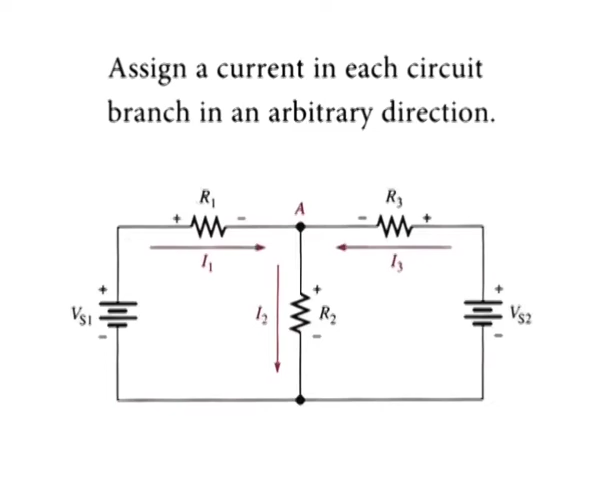 Assign a current in each circuit
branch in an arbitrary direction.
R1 R3
+ - A - +
I1 I3
+ + +
VS1 I2 R2 VS2
- - -